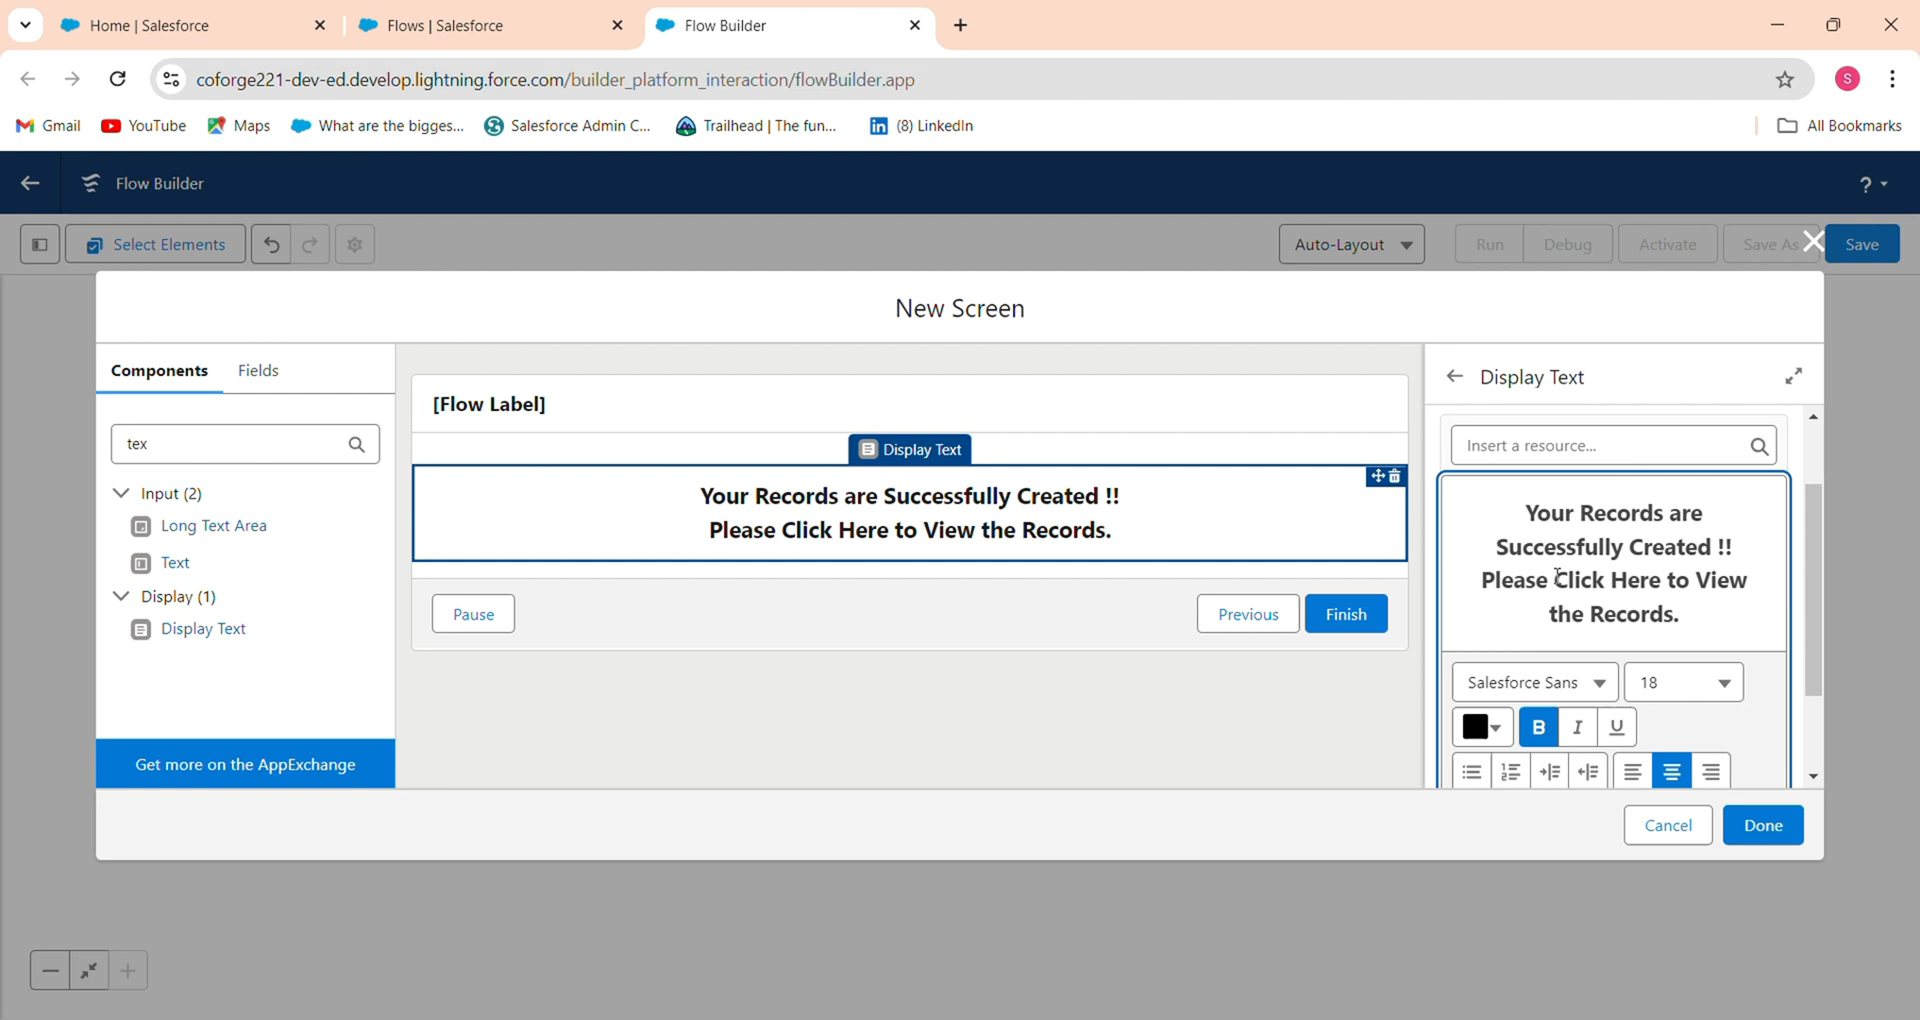 Home | Salesforce
Flows | Salesforce
Flow Builder
coforge221-dev-ed.develop.lightning.force.com/builder_platform_interaction/flowBuilder.app
S
Gmail
YouTube
Maps
What are the bigges...
Salesforce Admin C...
Trailhead | The fun...
(8) LinkedIn
All Bookmarks
Flow Builder
?
Select Elements
Auto-Layout
Run
Debug
Activate
Save As
Save
New Screen
Components
Fields
tex
Input (2)
Long Text Area
Text
Display (1)
Display Text
Get more on the AppExchange
[Flow Label]
Display Text
Your Records are Successfully Created !!
Please Click Here to View the Records.
Pause
Previous
Finish
Display Text
Insert a resource...
Your Records are
Successfully Created !!
Please Click Here to View
the Records.
Salesforce Sans
18
B
I
U
Cancel
Done